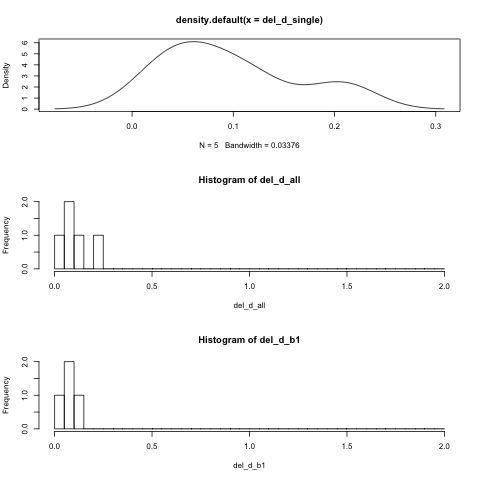 density.default(x = del_d_single)
Density
0 1 2 3 4 5 6
0.0 0.1 0.2 0.3
N = 5 Bandwidth = 0.03376
Histogram of del_d_all
Frequency
0.0 1.0 2.0
0.0 0.5 1.0 1.5 2.0
del_d_all
Histogram of del_d_b1
Frequency
0.0 1.0 2.0
0.0 0.5 1.0 1.5 2.0
del_d_b1